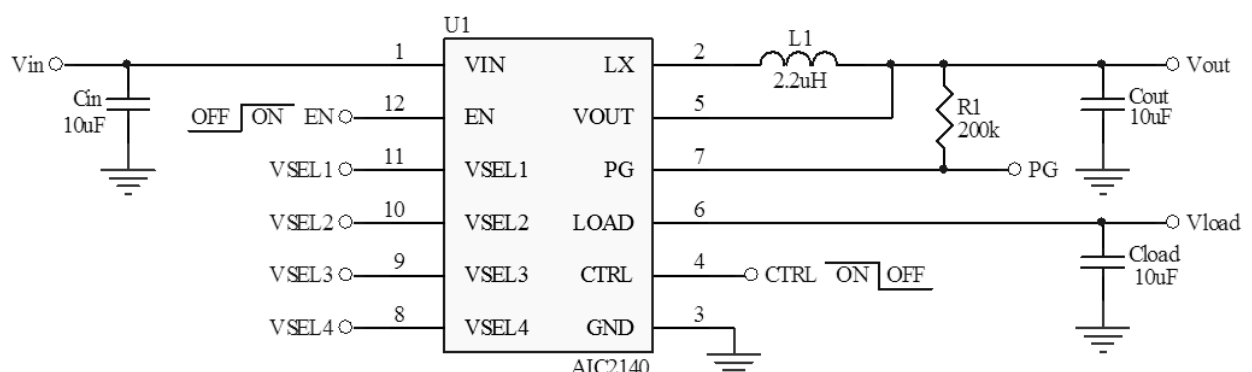 U1
Vin
1
VIN
LX
2
L1
2.2uH
Vout
Cin
10uF
OFF ON EN
12
EN
VOUT
5
R1
200k
Cout
10uF
VSEL1
11
VSEL1
PG
7
PG
VSEL2
10
VSEL2
LOAD
6
Vload
VSEL3
9
VSEL3
CTRL
4
CTRL ON OFF
Cload
10uF
VSEL4
8
VSEL4
GND
3
AIC2140